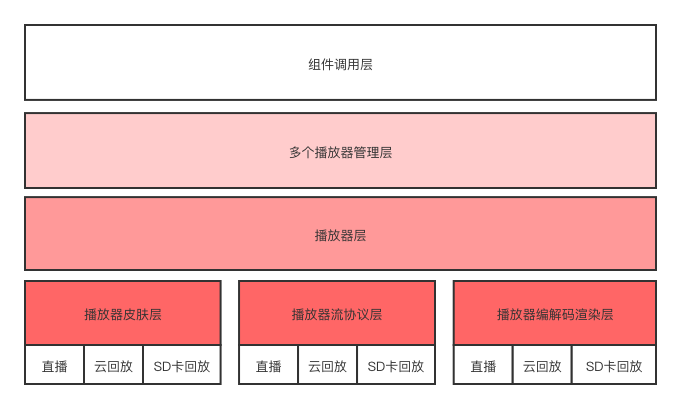 组件调用层
多个播放器管理层
播放器层
播放器皮肤层
播放器流协议层
播放器编解码渲染层
直播
云回放
SD卡回放
直播
云回放
SD卡回放
直播
云回放
SD卡回放